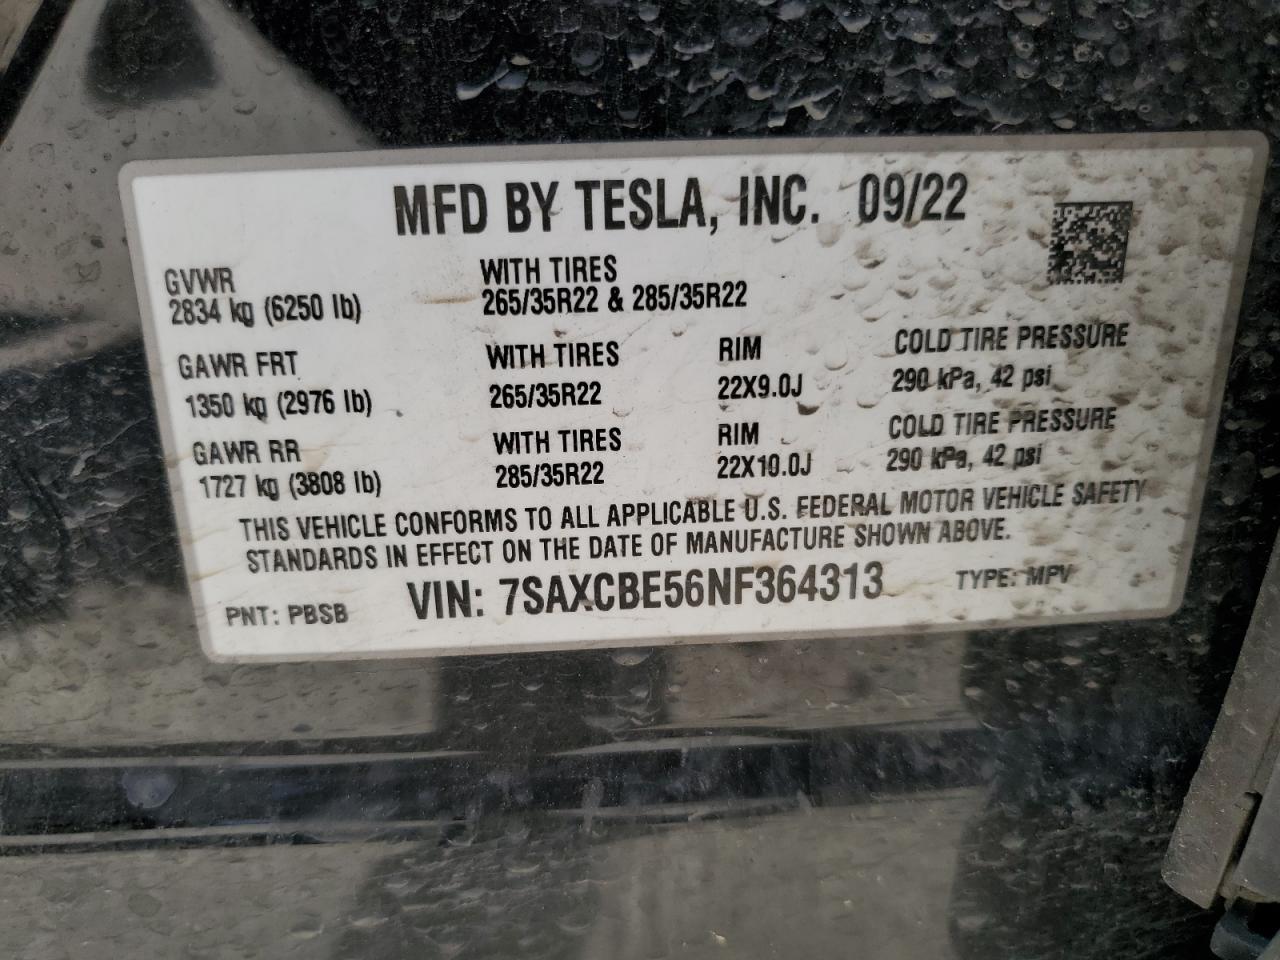 MFD BY TESLA, INC. 09/22
GVWR
2834 kg (6250 lb)
WITH TIRES
265/35R22 & 285/35R22
GAWR FRT
1350 kg (2976 lb)
WITH TIRES
265/35R22
RIM
22X9.0J
COLD TIRE PRESSURE
290 kPa, 42 psi
GAWR RR
1727 kg (3808 lb)
WITH TIRES
285/35R22
RIM
22X10.0J
COLD TIRE PRESSURE
290 kPa, 42 psi
THIS VEHICLE CONFORMS TO ALL APPLICABLE U.S. FEDERAL MOTOR VEHICLE SAFETY
STANDARDS IN EFFECT ON THE DATE OF MANUFACTURE SHOWN ABOVE.
PNT: PBSB VIN: 7SAXCBE56NF364313 TYPE: MPV